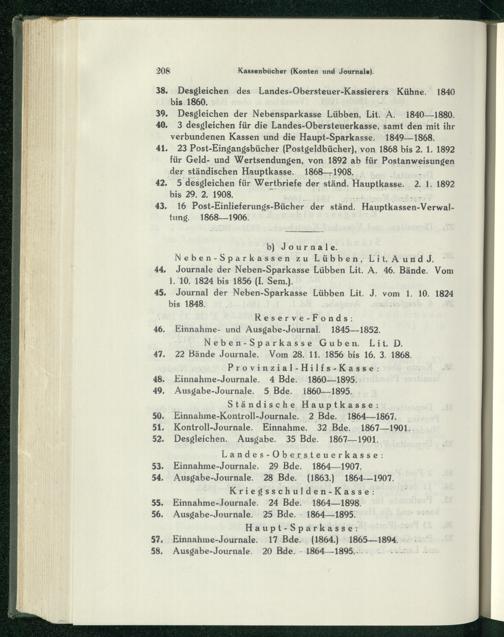 208 Kassenbücher (Konten und Journale).
38. Desgleichen des Landes-Obersteuer-Kassierers Kühne. 1840
bis 1860.
39. Desgleichen der Nebensparkasse Lübben, Lit. A. 1840—1880.
40. 3 desgleichen für die Landes-Obersteuerkasse, samt den mit ihr
verbundenen Kassen und die Haupt-Sparkasse. 1849—1868.
41. 23 Post-Eingangsbücher (Postgeldbücher), von 1868 bis 2. 1. 1892
für Geld- und Wertsendungen, von 1892 ab für Postanweisungen
der ständischen Hauptkasse. 1868—1908.
42. 5 desgleichen für Wertbriefe der ständ. Hauptkasse. 2. 1. 1892
bis 29. 2. 1908.
43. 16 Post-Einlieferungs-Bücher der ständ. Hauptkassen-Verwal-
tung. 1868—1906.
b) Journale.
Neben-Sparkassen zu Lübben, Lit. A und J.
44. Journale der Neben-Sparkasse Lübben Lit. A. 46. Bände. Vom
1. 10. 1824 bis 1856 (I. Sem.).
45. Journal der Neben-Sparkasse Lübben Lit. J. vom 1. 10. 1824
bis 1848.
Reserve-Fonds:
46. Einnahme- und Ausgabe-Journal. 1845—1852.
Neben-Sparkasse Guben. Lit. D.
47. 22 Bände Journale. Vom 28. 11. 1856 bis 16. 3. 1868.
Provinzial-Hilfs-Kasse:
48. Einnahme-Journale. 4 Bde. 1860—1895.
49. Ausgabe-Journale. 5 Bde. 1860—1895.
Ständische Hauptkasse:
50. Einnahme-Kontroll-Journale. 2 Bde. 1864—1867.
51. Kontroll-Journale. Einnahme. 32 Bde. 1867—1901.
52. Desgleichen. Ausgabe. 35 Bde. 1867—1901.
Landes-Obersteuerkasse:
53. Einnahme-Journale. 29 Bde. 1864—1907.
54. Ausgabe-Journale. 28 Bde. (1863.) 1864—1907.
Kriegsschulden-Kasse:
55. Einnahme-Journale. 24 Bde. 1864—1898.
56. Ausgabe-Journale. 25 Bde. 1864—1895.
Haupt-Sparkasse:
57. Einnahme-Journale. 17 Bde. (1864.) 1865—1894.
58. Ausgabe-Journale. 20 Bde. 1864—1895.